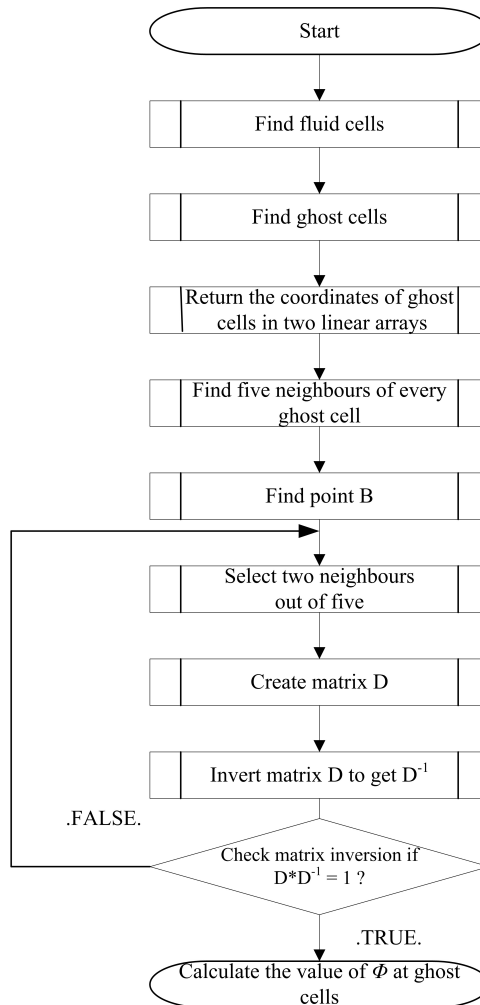 Start
Find fluid cells
Find ghost cells
Return the coordinates of ghost
cells in two linear arrays
Find five neighbours of every
ghost cell
Find point B
Select two neighbours
out of five
Create matrix D
Invert matrix D to get D⁻¹
.FALSE.
Check matrix inversion if
D*D⁻¹ = 1 ?
.TRUE.
Calculate the value of Φ at ghost
cells